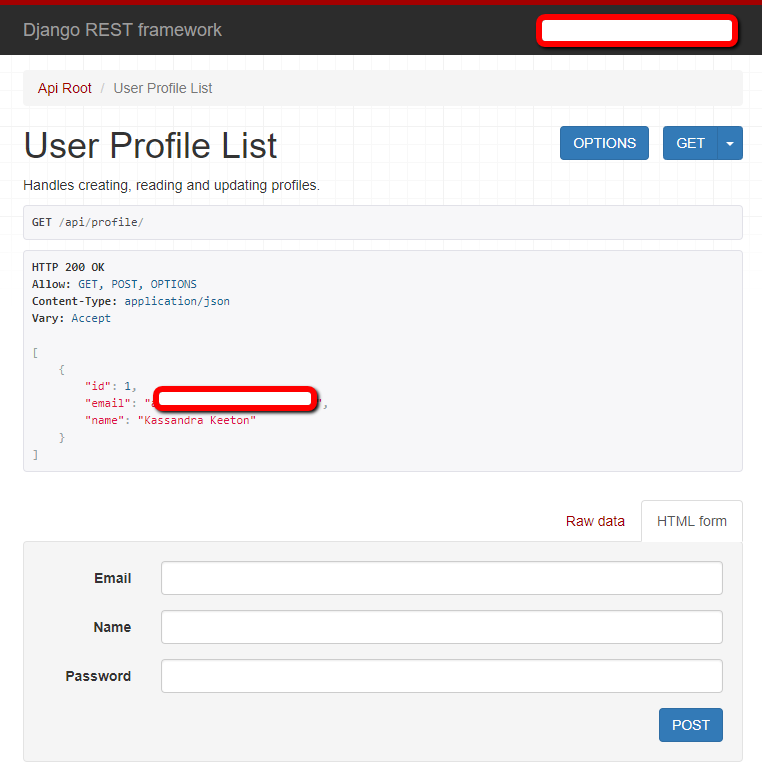 Django REST framework
Api Root / User Profile List
User Profile List
OPTIONS
GET
Handles creating, reading and updating profiles.
GET /api/profile/
HTTP 200 OK
Allow: GET, POST, OPTIONS
Content-Type: application/json
Vary: Accept
[
{
"id": 1,
"email": "
",
"name": "Kassandra Keeton"
}
]
Raw data
HTML form
Email
Name
Password
POST